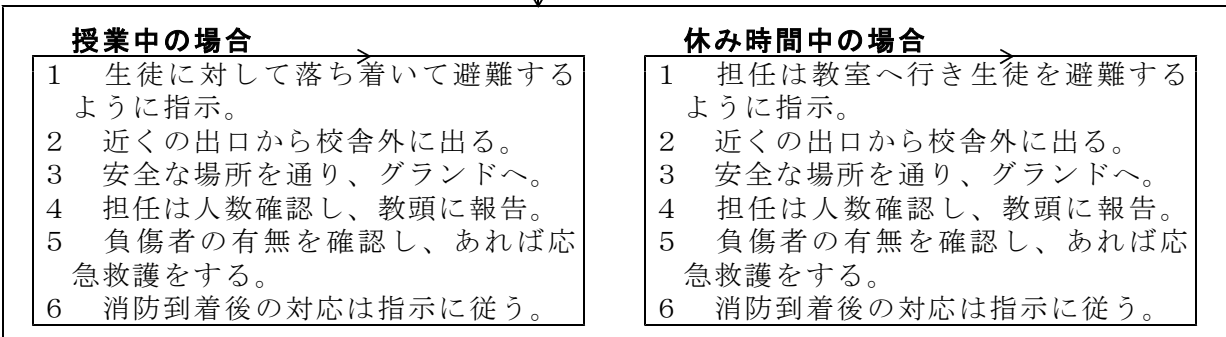 授業中の場合
1 生徒に対して落ち着いて避難する
ように指示。
2 近くの出口から校舎外に出る。
3 安全な場所を通り、グランドへ。
4 担任は人数確認し、教頭に報告。
5 負傷者の有無を確認し、あれば応
急救護をする。
6 消防到着後の対応は指示に従う。
休み時間中の場合
1 担任は教室へ行き生徒を避難する
ように指示。
2 近くの出口から校舎外に出る。
3 安全な場所を通り、グランドへ。
4 担任は人数確認し、教頭に報告。
5 負傷者の有無を確認し、あれば応
急救護をする。
6 消防到着後の対応は指示に従う。